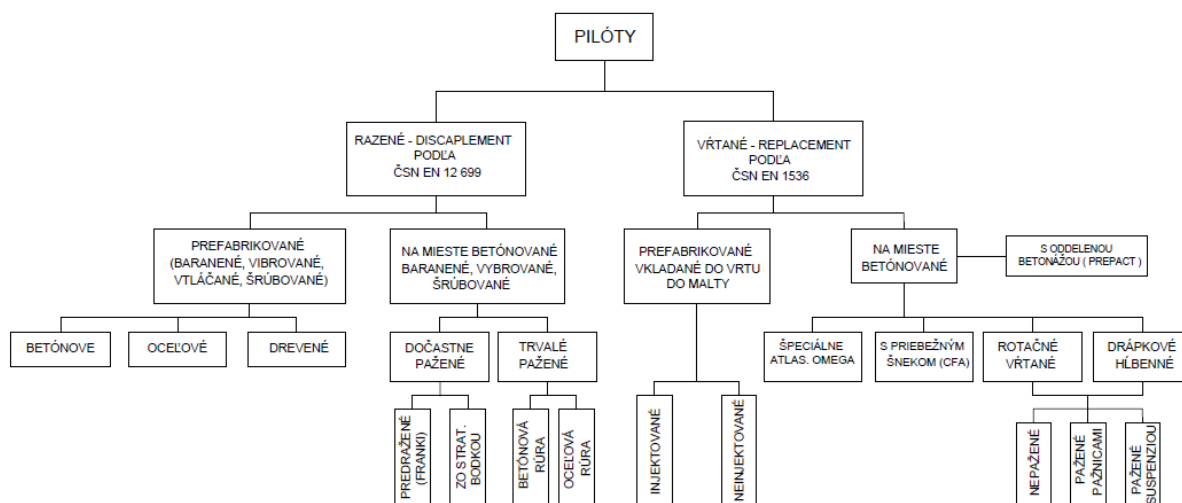 PILÓTY
RAZENÉ - DISCAPLEMENT
PODĽA
ČSN EN 12 699
VŔTANÉ - REPLACEMENT
PODĽA
ČSN EN 1536
PREFABRIKOVANÉ
(BARANENÉ, VIBROVANÉ,
VTLÁČANÉ, ŠRÚBOVANÉ)
NA MIESTE BETÓNOVANÉ
BARANENÉ, VYBROVANÉ,
ŠRÚBOVANÉ
PREFABRIKOVANÉ
VKLADANÉ DO VRTU
DO MALTY
NA MIESTE
BETÓNOVANÉ
S ODDELENOU
BETONÁŽOU ( PREPACT )
BETÓNOVE
OCEĽOVÉ
DREVENÉ
DOČASTNE
PAŽENÉ
TRVALÉ
PAŽENÉ
ŠPECIÁLNE
ATLAS. OMEGA
S PRIEBEŽNÝM
ŠNEKOM (CFA)
ROTAČNÉ
VŔTANÉ
DRÁPKOVÉ
HĹBENNÉ
PREDRAŽENÉ
(FRANKI)
ZO STRAT.
BODKOU
BETÓNOVÁ
RÚRA
OCEĽOVÁ
RÚRA
INJEKTOVANÉ
NEINJEKTOVANÉ
NEPAŽENÉ
PAŽENÉ
PAŽNICAMI
PAŽENÉ
SUSPENZIOU